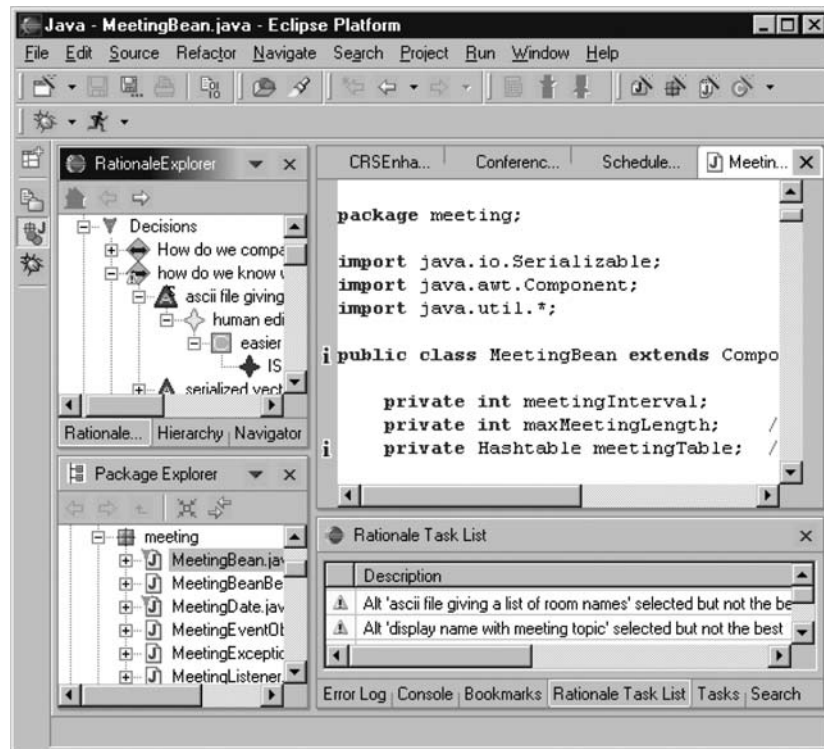 Java - MeetingBean.java - Eclipse Platform
File Edit Source Refactor Navigate Search Project Run Window Help
RationaleExplorer
Decisions
How do we compa
how do we know u
ascii file giving
human edi
easier
IS
serialized vect
Rationale... Hierarchy Navigator
CRSEnha... Conferenc... Schedule... Meetin...
package meeting;
import java.io.Serializable;
import java.awt.Component;
import java.util.*;
public class MeetingBean extends Compo
private int meetingInterval;
private int maxMeetingLength; /
private Hashtable meetingTable; /
Package Explorer
meeting
MeetingBean.jav
MeetingBeanBe
MeetingDate.jav
MeetingEventOb
MeetingExceptic
MeetingListener.
Rationale Task List
Description
Alt 'ascii file giving a list of room names' selected but not the be
Alt 'display name with meeting topic' selected but not the best
Error Log Console Bookmarks Rationale Task List Tasks Search